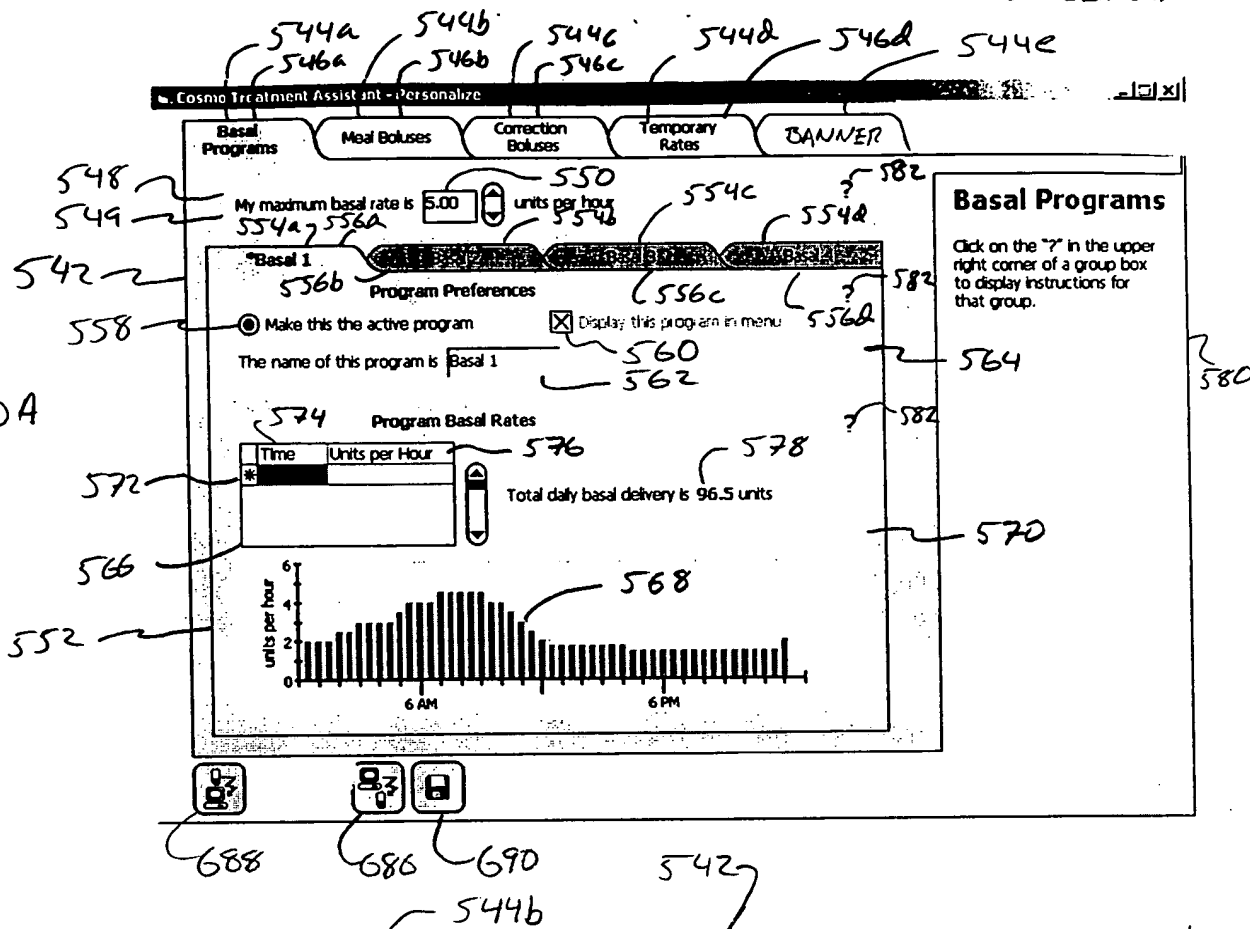 544a 544b 544c 544d 546d 544e
546a 546b 546c
Cosmo Treatment Assistant - Personalize
Basal Programs Meal Boluses Correction Boluses Temporary Rates BANNER
548 550 ? 582
My maximum basal rate is 5.00 units per hour
549 554a 556a 554b 554c 554d
Basal Programs
Click on the "?" in the upper
right corner of a group box
to display instructions for
that group.
542 *Basal 1
556b Program Preferences 556c ? 582 556d
558 Make this the active program Display this program in menu
560 564 580
The name of this program is Basal 1
562
A
574 Program Basal Rates ? 582
Time Units per Hour 576 578
572 * Total daily basal delivery is 96.5 units
566 570
568
units per hour
6
4
2
0
552
6 AM 6 PM
688 686 690 542
544b